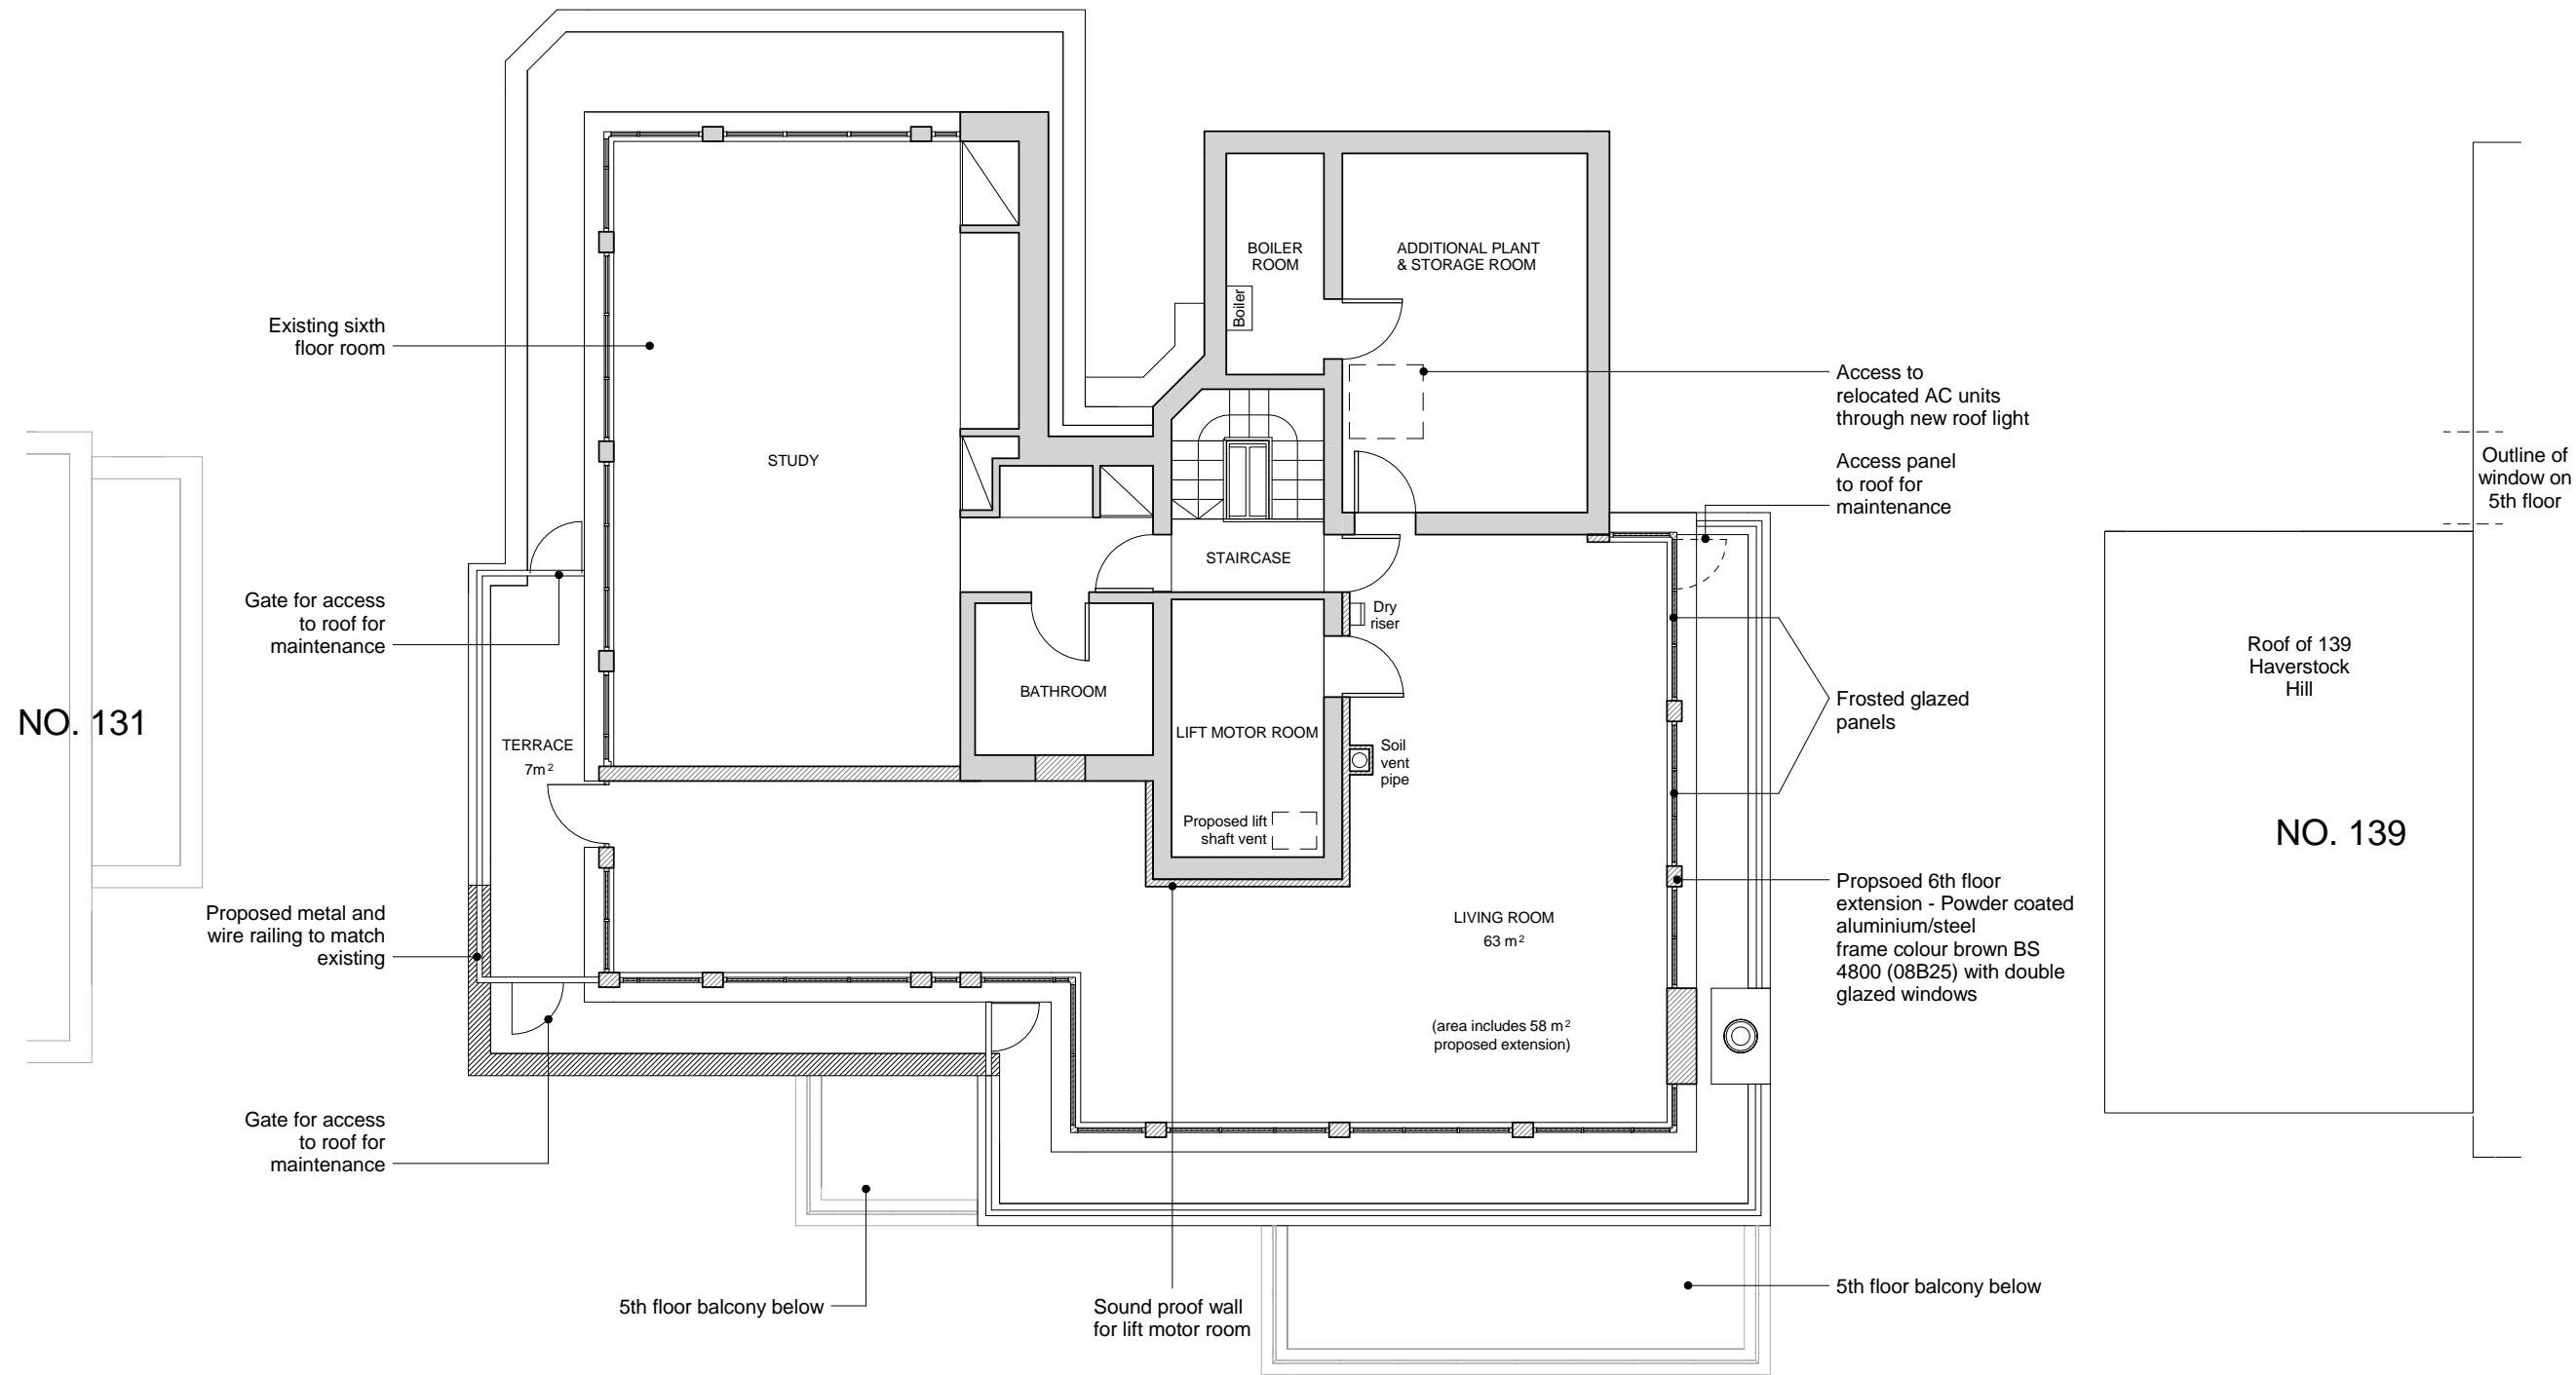 BOILER
ROOM
ADDITIONAL PLANT
& STORAGE ROOM
Boiler
Existing sixth
floor room
Access to
relocated AC units
through new roof light
STUDY
Access panel
to roof for
maintenance
Outline of
window on
5th floor
STAIRCASE
Gate for access
to roof for
maintenance
Dry
riser
Roof of 139
Haverstock
Hill
BATHROOM
Frosted glazed
panels
NO. 131
TERRACE
7m²
LIFT MOTOR ROOM
Soil
vent
pipe
Proposed lift
shaft vent
NO. 139
Propsoed 6th floor
extension - Powder coated
aluminium/steel
frame colour brown BS
4800 (08B25) with double
glazed windows
Proposed metal and
wire railing to match
existing
LIVING ROOM
63 m²
(area includes 58 m²
proposed extension)
Gate for access
to roof for
maintenance
5th floor balcony below
Sound proof wall
for lift motor room
5th floor balcony below